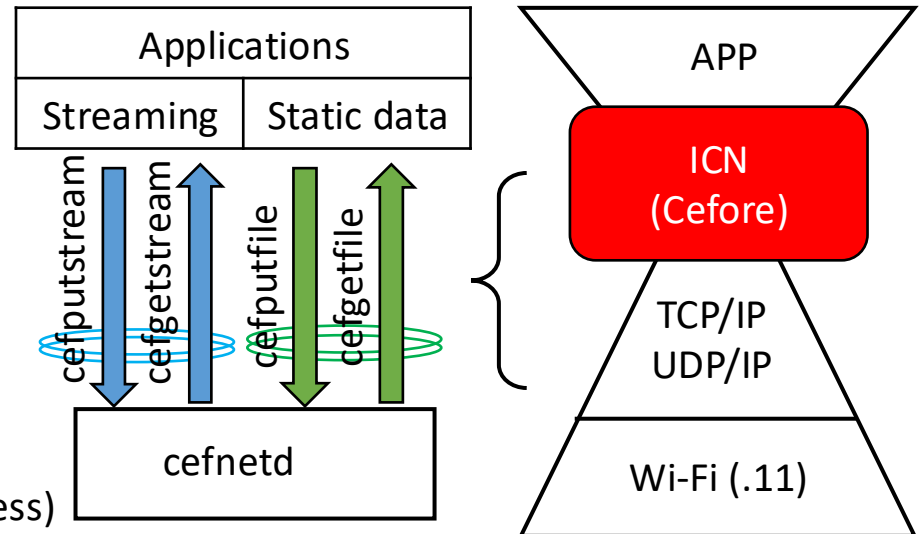 Applications
Streaming
Static data
cefputstream
cefgetstream
cefputfile
cefgetfile
cefnetd
ess)
APP
ICN
(Cefore)
TCP/IP
UDP/IP
Wi-Fi (.11)